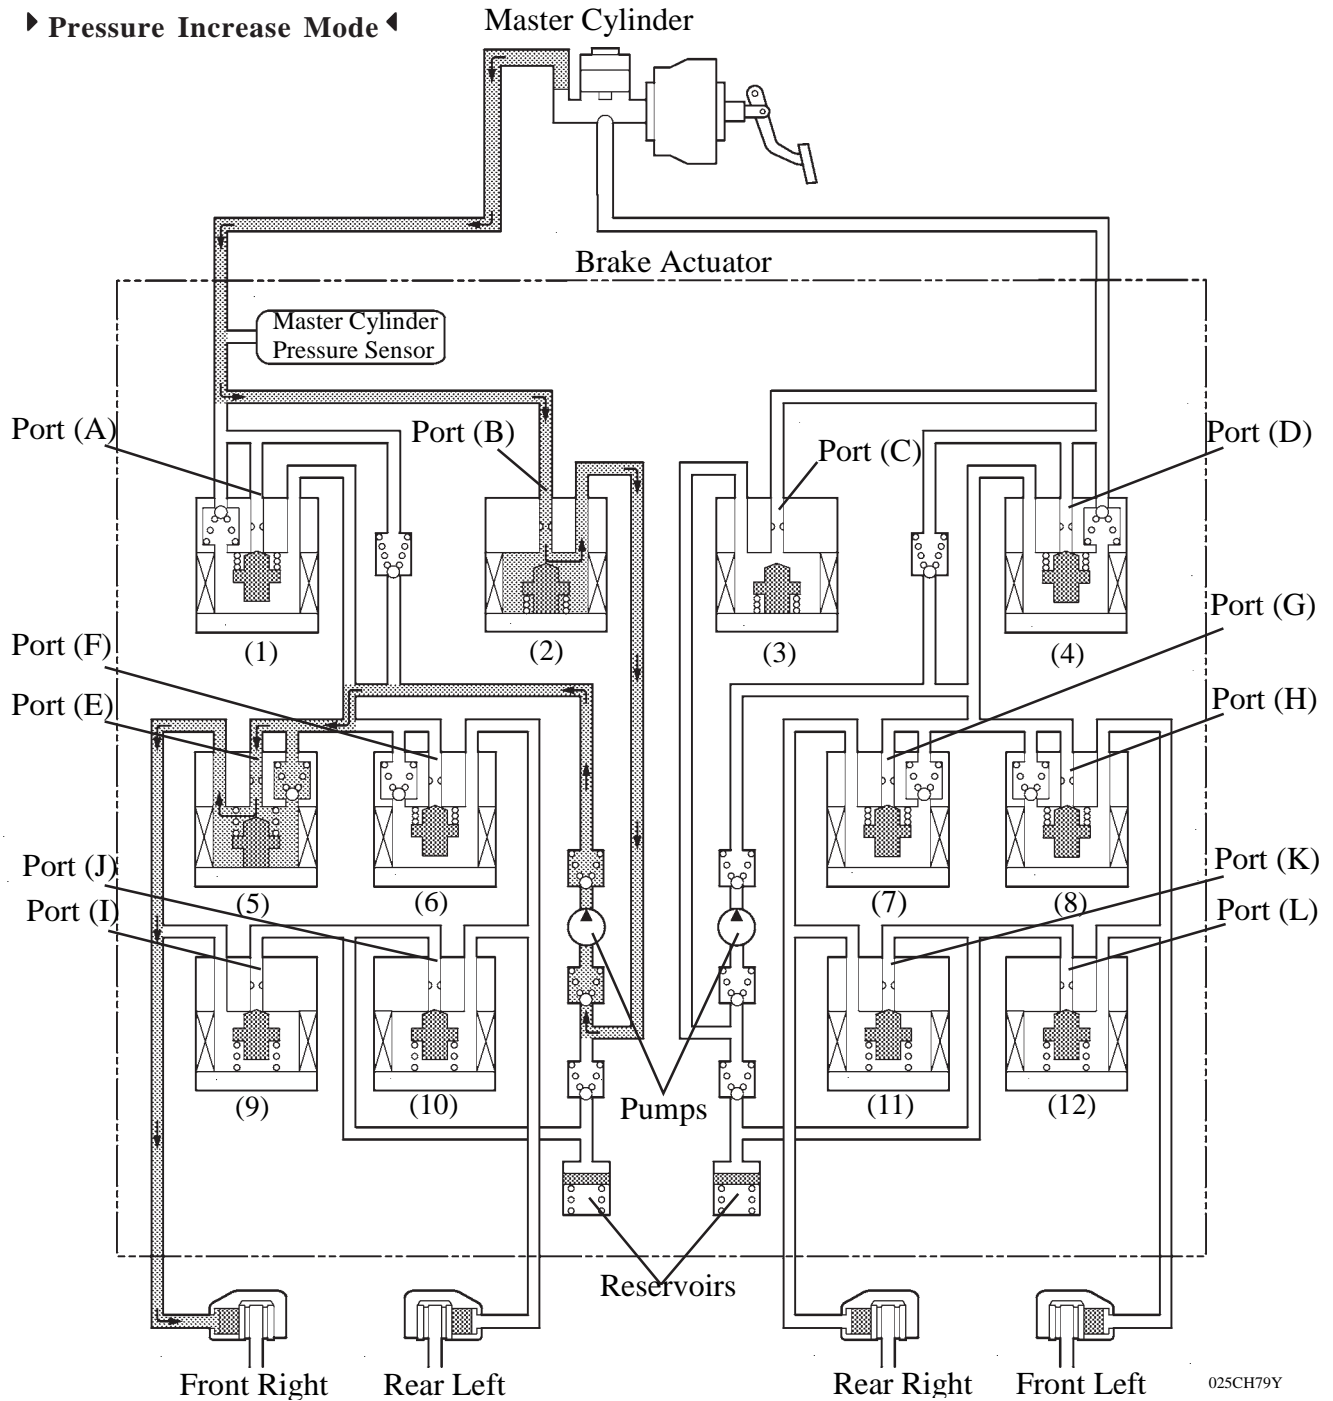 Pressure Increase Mode
Master Cylinder
Brake Actuator
Master Cylinder
Pressure Sensor
Port (A)
Port (B)
Port (C)
Port (D)
(1)
(2)
(3)
(4)
Port (F)
Port (G)
Port (E)
Port (H)
(5)
(6)
(7)
(8)
Port (J)
Port (K)
Port (I)
Port (L)
(9)
(10)
(11)
(12)
Pumps
Reservoirs
Front Right
Rear Left
Rear Right
Front Left
025CH79Y